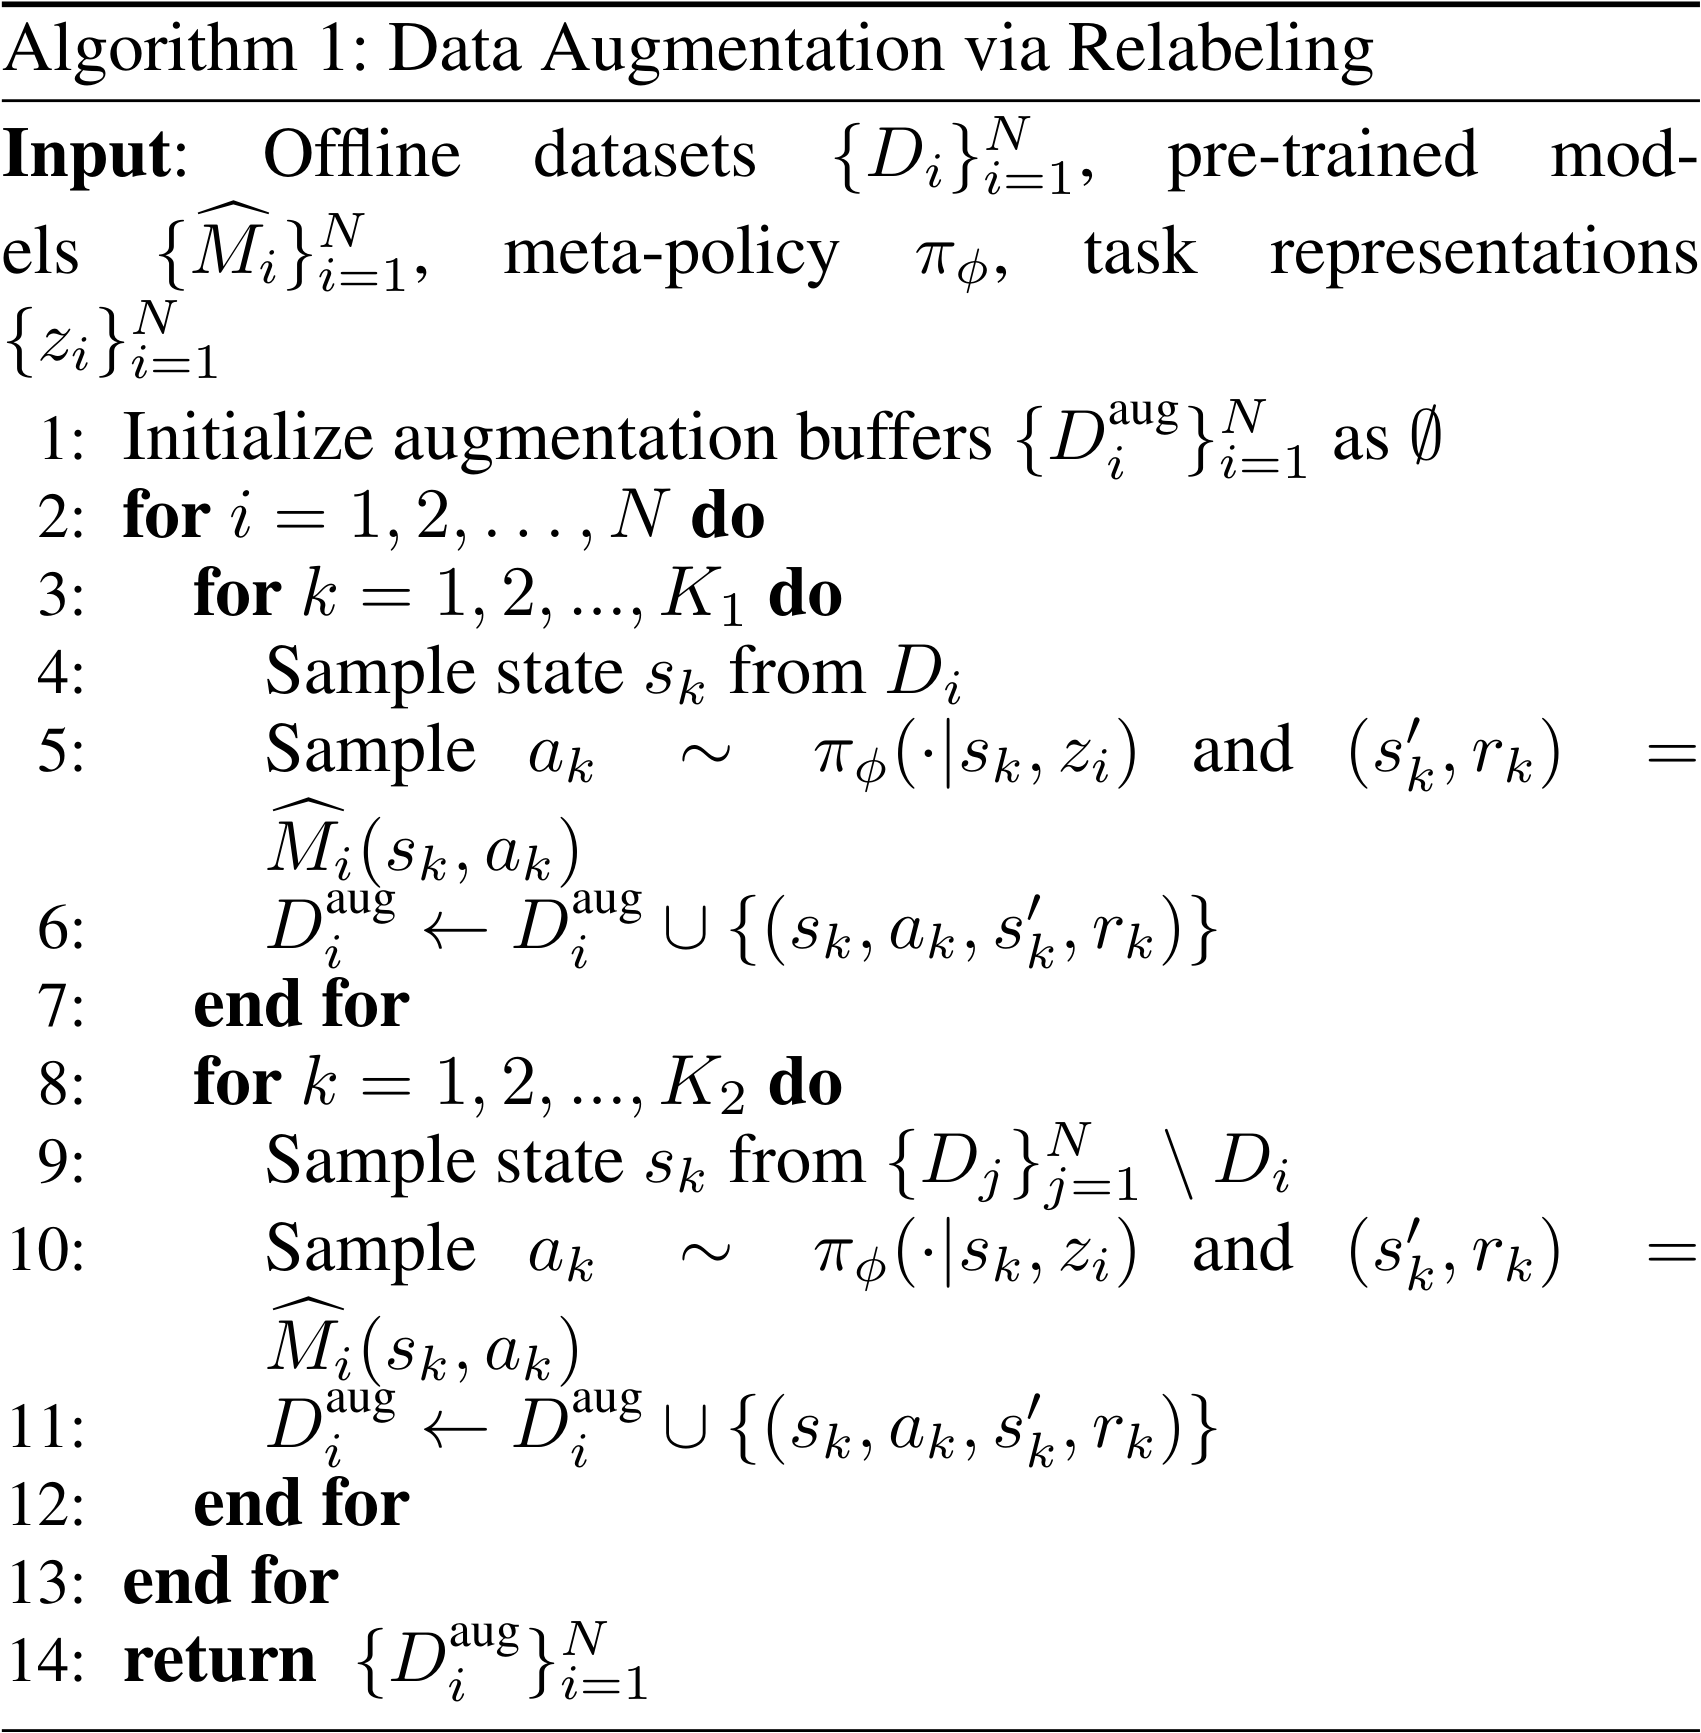 Algorithm 1: Data Augmentation via Relabeling
Input: Offline datasets $\{D_i\}_{i=1}^N$, pre-trained mod-
els $\{\widehat{M}_i\}_{i=1}^N$, meta-policy $\pi_\phi$, task representations
$\{z_i\}_{i=1}^N$
1: Initialize augmentation buffers $\{D_i^{\text{aug}}\}_{i=1}^N$ as $\emptyset$
2: for $i = 1, 2, \ldots, N$ do
3: for $k = 1, 2, ..., K_1$ do
4: Sample state $s_k$ from $D_i$
5: Sample $a_k \sim \pi_\phi(\cdot|s_k, z_i)$ and $(s'_k, r_k) =$
$\widehat{M}_i(s_k, a_k)$
6: $D_i^{\text{aug}} \leftarrow D_i^{\text{aug}} \cup \{(s_k, a_k, s'_k, r_k)\}$
7: end for
8: for $k = 1, 2, ..., K_2$ do
9: Sample state $s_k$ from $\{D_j\}_{j=1}^N \setminus D_i$
10: Sample $a_k \sim \pi_\phi(\cdot|s_k, z_i)$ and $(s'_k, r_k) =$
$\widehat{M}_i(s_k, a_k)$
11: $D_i^{\text{aug}} \leftarrow D_i^{\text{aug}} \cup \{(s_k, a_k, s'_k, r_k)\}$
12: end for
13: end for
14: return $\{D_i^{\text{aug}}\}_{i=1}^N$